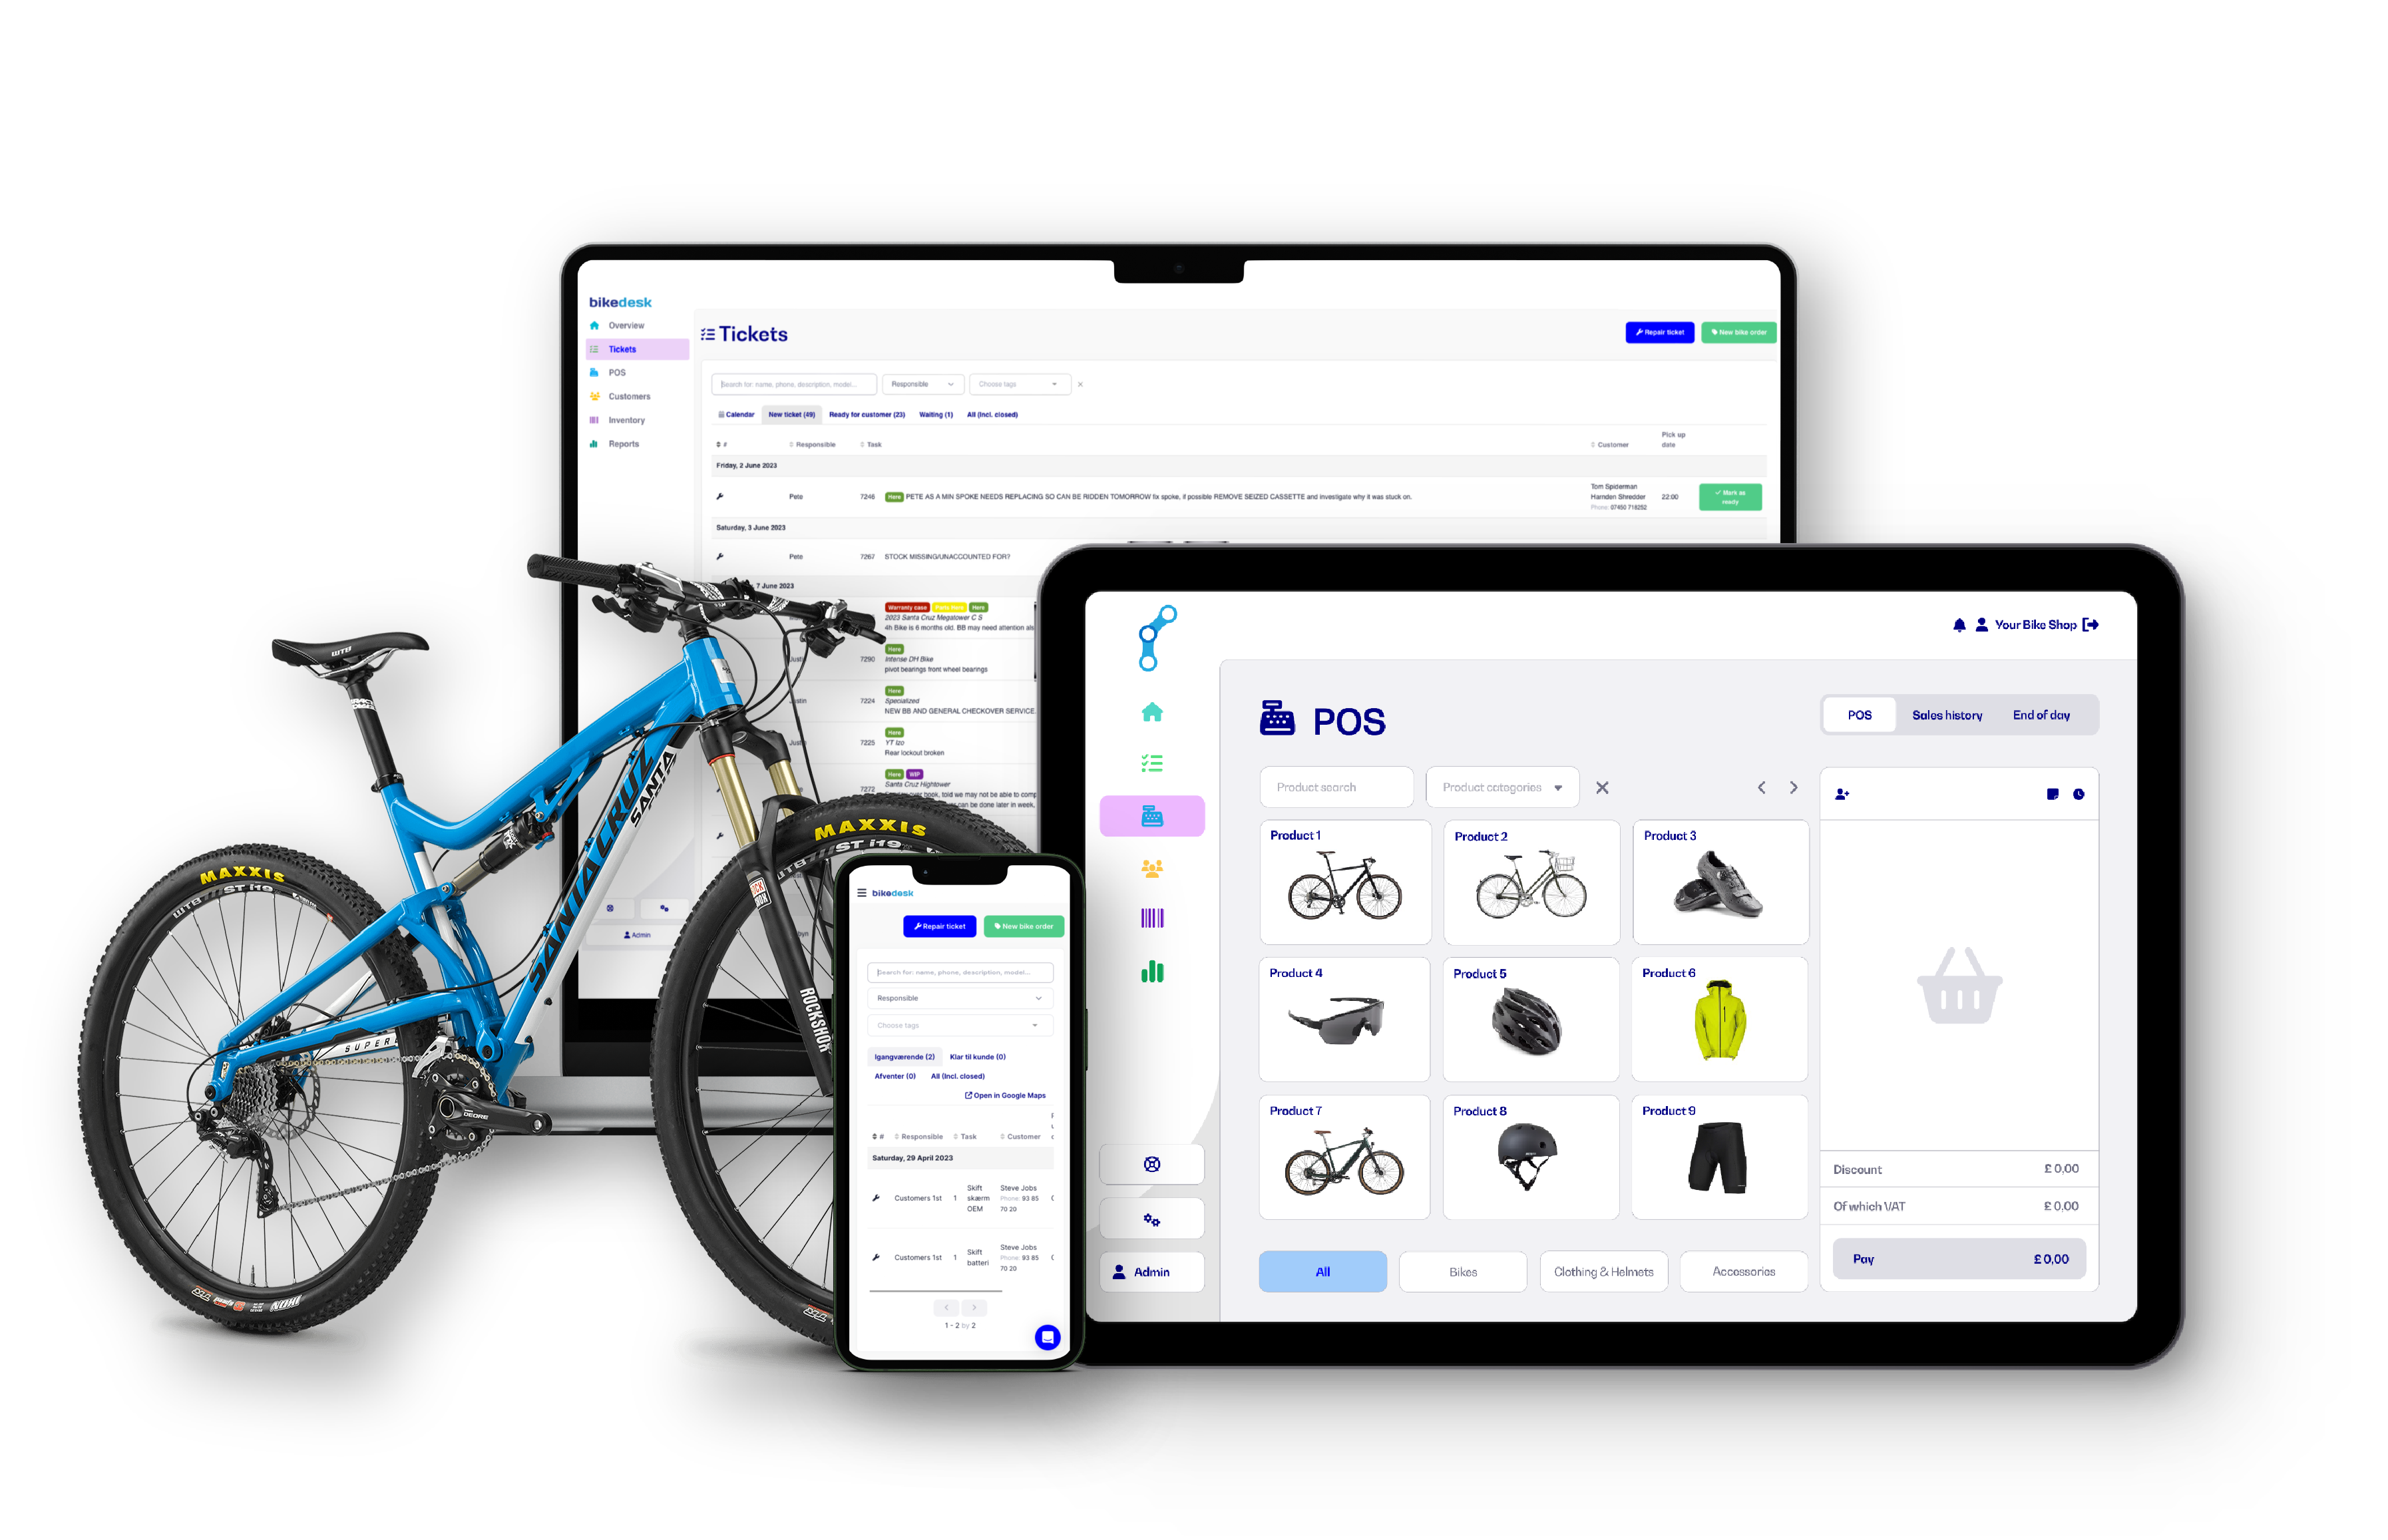 bikedesk
Overview
Tickets
POS
Customers
Inventory
Reports
Admin
Tickets
Repair ticket
New bike order
Search for: name, phone, description, model...
Responsible
Choose tags
Calendar
New ticket (49)
Ready for customer (23)
Waiting (1)
All (Incl. closed)
#
Responsible
Task
Customer
Pick up
date
Friday, 2 June 2023
Pete
7246
Here
PETE AS A MIN SPOKE NEEDS REPLACING SO CAN BE RIDDEN TOMORROW fix spoke, if possible REMOVE SEIZED CASSETTE and investigate why it was stuck on.
Tom Spiderman
Harnden Shredder
Phone: 07450 718252
22:00
Mark as
ready
Saturday, 3 June 2023
Pete
7267
STOCK MISSING/UNACCOUNTED FOR?
7 June 2023
Warranty case
Parts Here
Here
2023 Santa Cruz Megatower C S
4h Bike is 6 months old. BB may need attention als
7290
Here
Intense DH Bike
pivot bearings front wheel bearings
7224
Here
Specialized
NEW BB AND GENERAL CHECKOVER SERVICE.
7225
Here
YT Izo
Rear lockout broken
7272
Here
WIP
Santa Cruz Hightower
book, told we may not be able to comp
can be done later in week,
WTB
SANTACRUZ
SANTA
MAXXIS
WTB
ST i19
MAXXIS
WTB
ST i19
ROCKSHOX
SUPERL
DEORE
IKON
bikedesk
Repair ticket
New bike order
Search for: name, phone, description, model...
Responsible
Choose tags
Igangværende (2)
Klar til kunde (0)
Afventer (0)
All (Incl. closed)
Open in Google Maps
#
Responsible
Task
Customer
Saturday, 29 April 2023
Customers 1st
1
Skift
skærm
OEM
Steve Jobs
Phone: 93 85
70 20
Customers 1st
1
Skift
batteri
Steve Jobs
Phone: 93 85
70 20
1 - 2 by 2
Your Bike Shop
POS
POS
Sales history
End of day
Product search
Product categories
Product 1
Product 2
Product 3
Product 4
Product 5
Product 6
Product 7
Product 8
Product 9
Discount
£ 0,00
Of which VAT
£ 0,00
Pay
£ 0,00
Admin
All
Bikes
Clothing & Helmets
Accessories